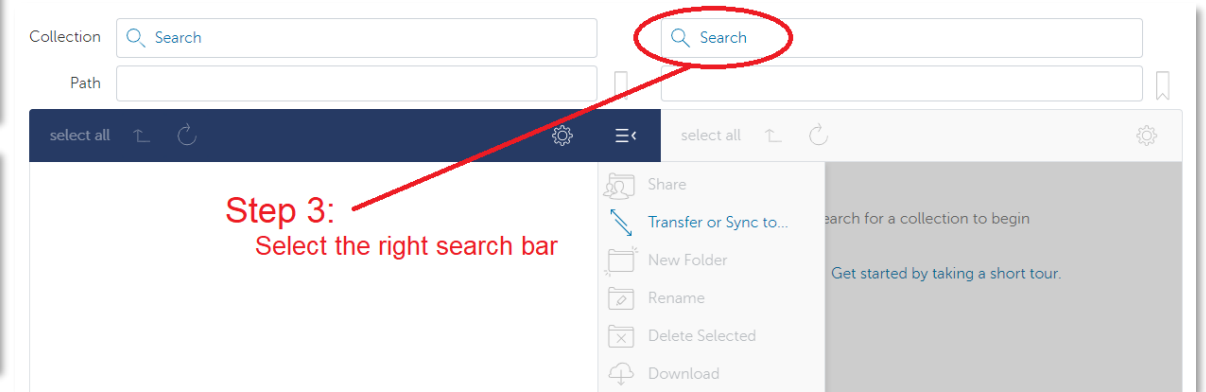 Collection Search Search
Path
select all select all
Share
Step 3:
Transfer or Sync to... earch for a collection to begin
Select the right search bar
New Folder
Get started by taking a short tour.
Rename
Delete Selected
Download